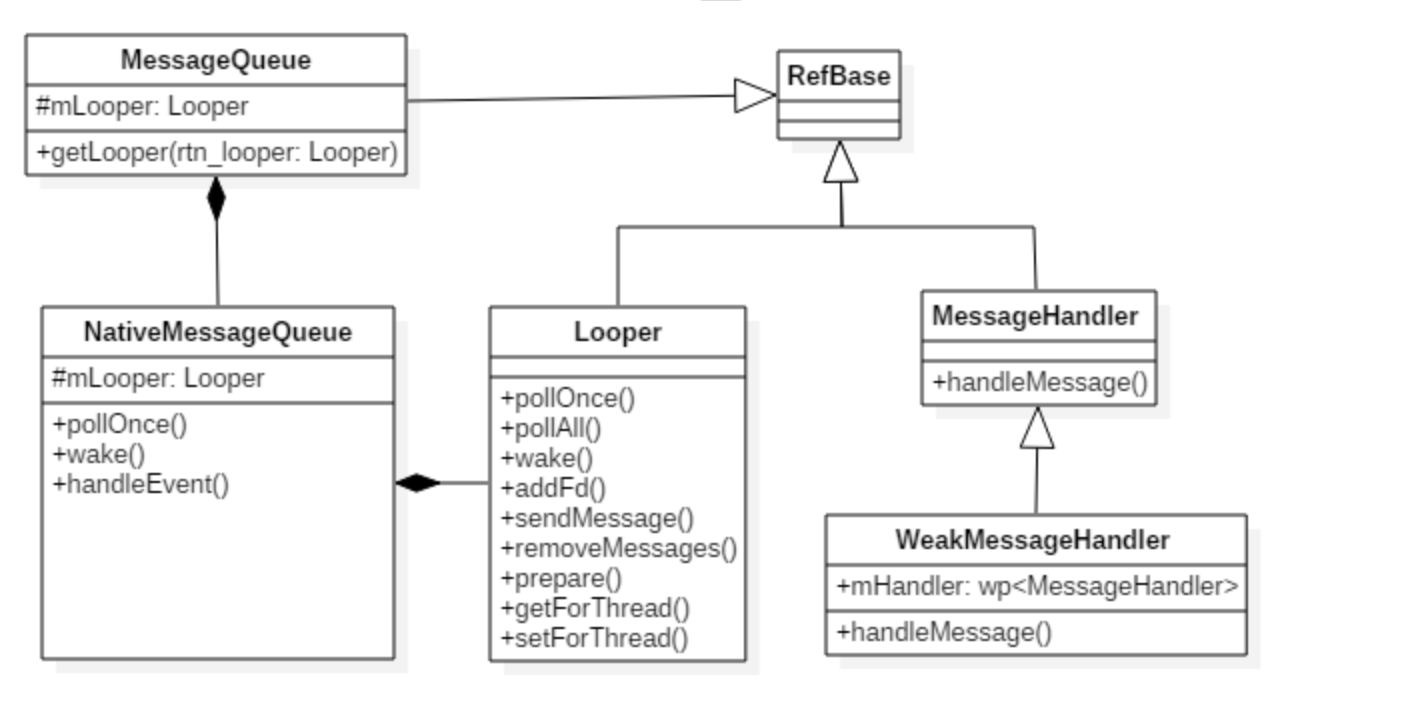 MessageQueue
#mLooper: Looper
+getLooper(rtn_looper: Looper)
RefBase
NativeMessageQueue
#mLooper: Looper
+pollOnce()
+wake()
+handleEvent()
Looper
+pollOnce()
+pollAll()
+wake()
+addFd()
+sendMessage()
+removeMessages()
+prepare()
+getForThread()
+setForThread()
MessageHandler
+handleMessage()
WeakMessageHandler
+mHandler: wp<MessageHandler>
+handleMessage()